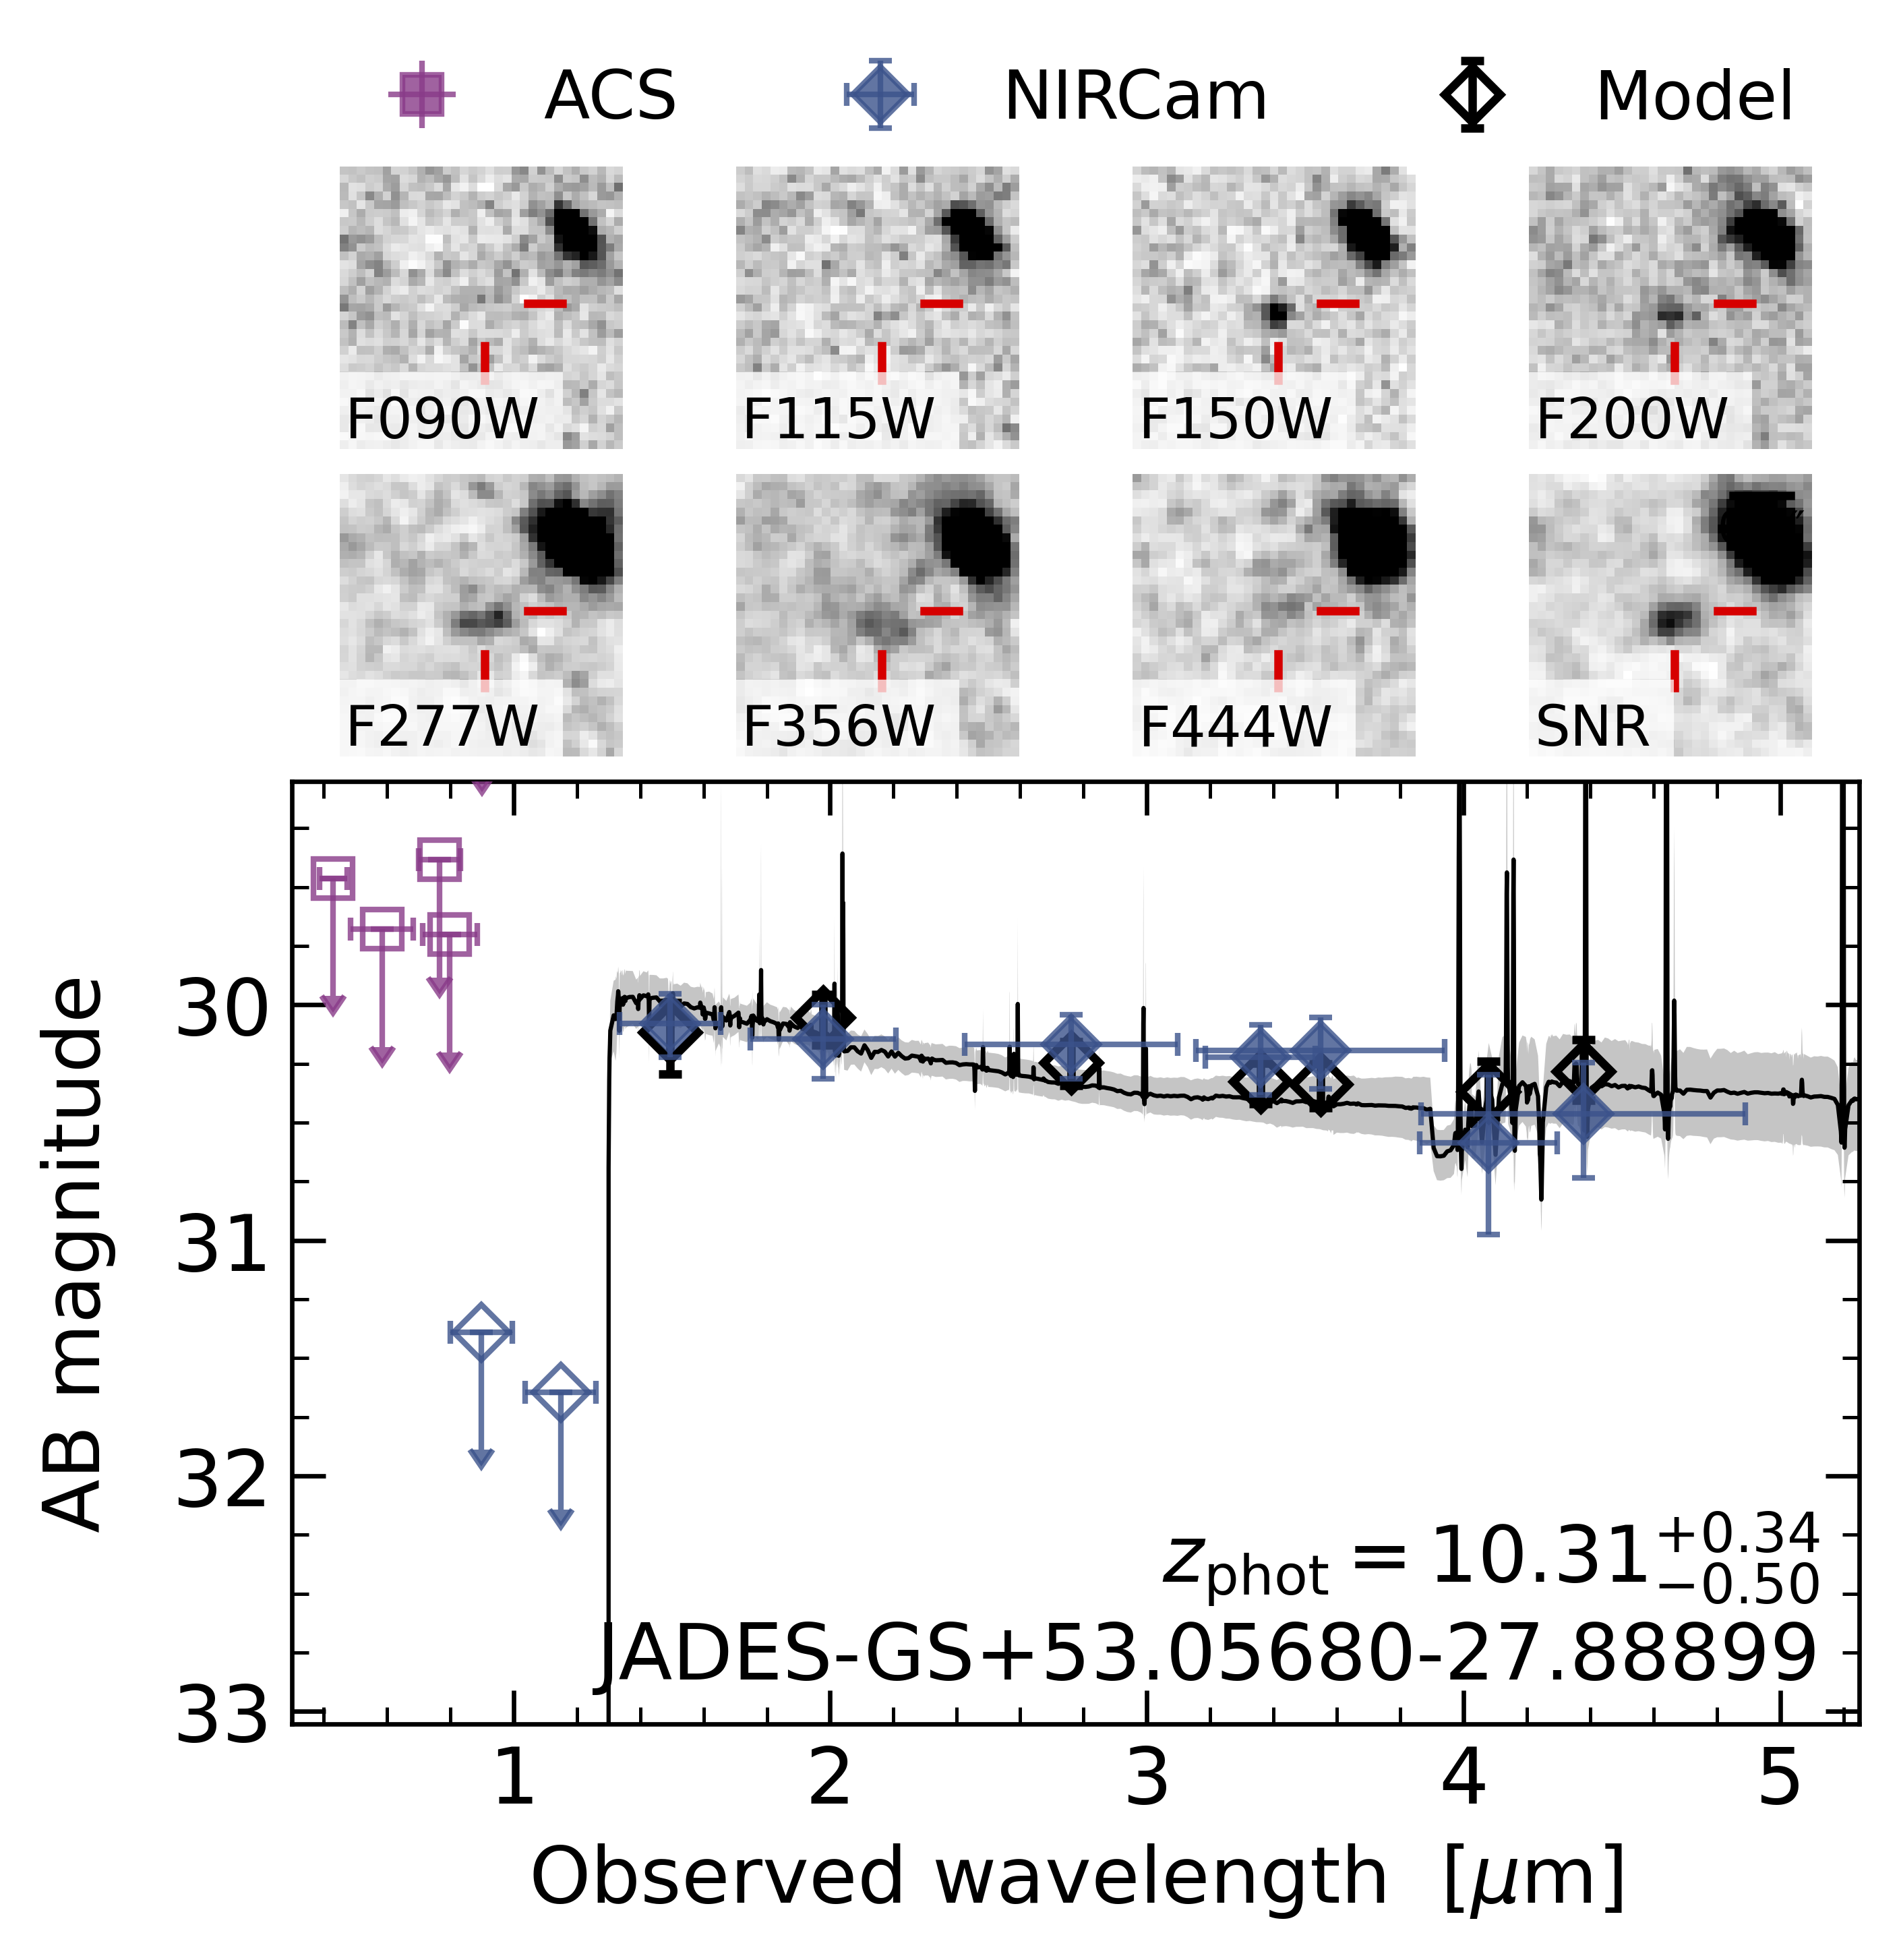 ACS NIRCam Model
F090W F115W F150W F200W
F277W F356W F444W SNR
30
31
32
33
AB magnitude
z_phot = 10.31 +0.34 −0.50
JADES-GS+53.05680-27.88899
1 2 3 4 5
Observed wavelength [μm]